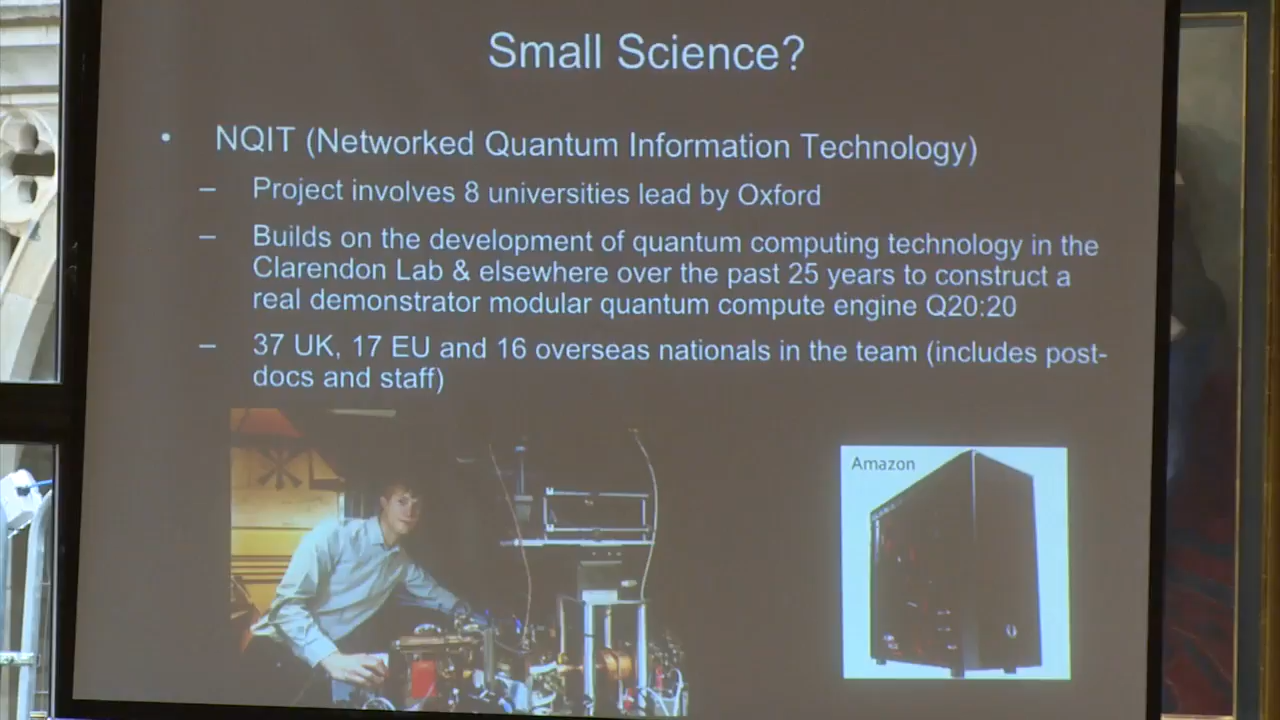 Small Science?
• NQIT (Networked Quantum Information Technology)
– Project involves 8 universities lead by Oxford
– Builds on the development of quantum computing technology in the
Clarendon Lab & elsewhere over the past 25 years to construct a
real demonstrator modular quantum compute engine Q20:20
– 37 UK, 17 EU and 16 overseas nationals in the team (includes post-
docs and staff)
Amazon